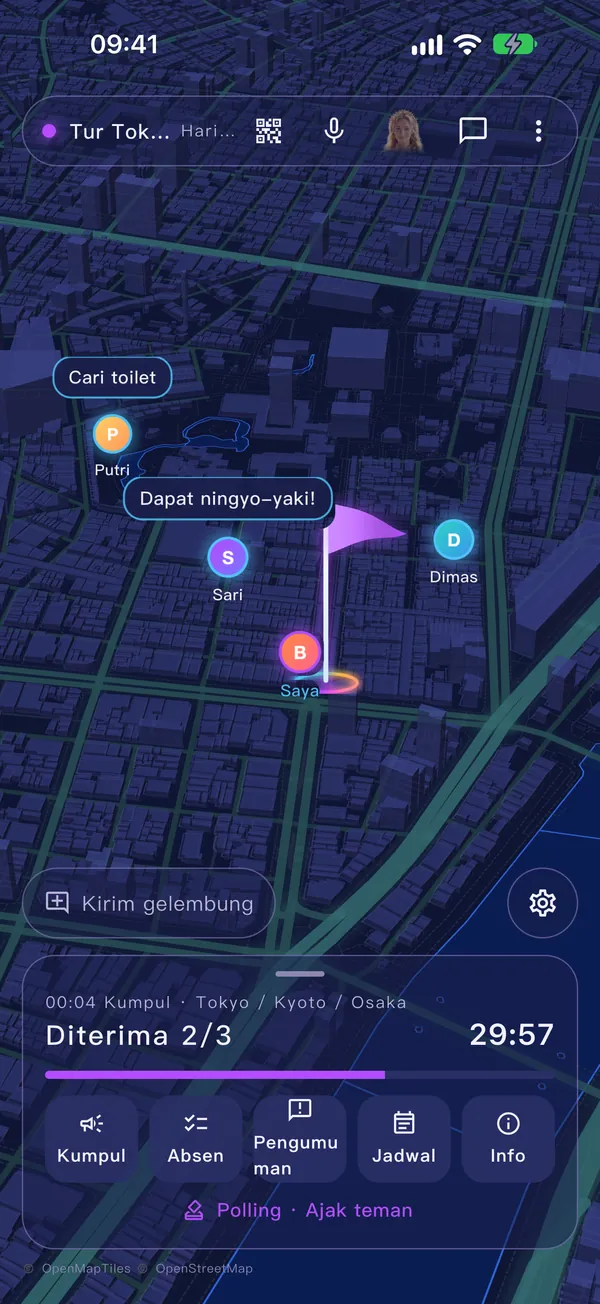 09:41
Tur Tok... Hari...
Cari toilet
P
Putri
Dapat ningyo-yaki!
S
Sari
D
Dimas
B
Saya
Kirim gelembung
00:04 Kumpul · Tokyo / Kyoto / Osaka
Diterima 2/3 29:57
Kumpul
Absen
Pengumu
man
Jadwal
Info
Polling · Ajak teman
© OpenMapTiles © OpenStreetMap